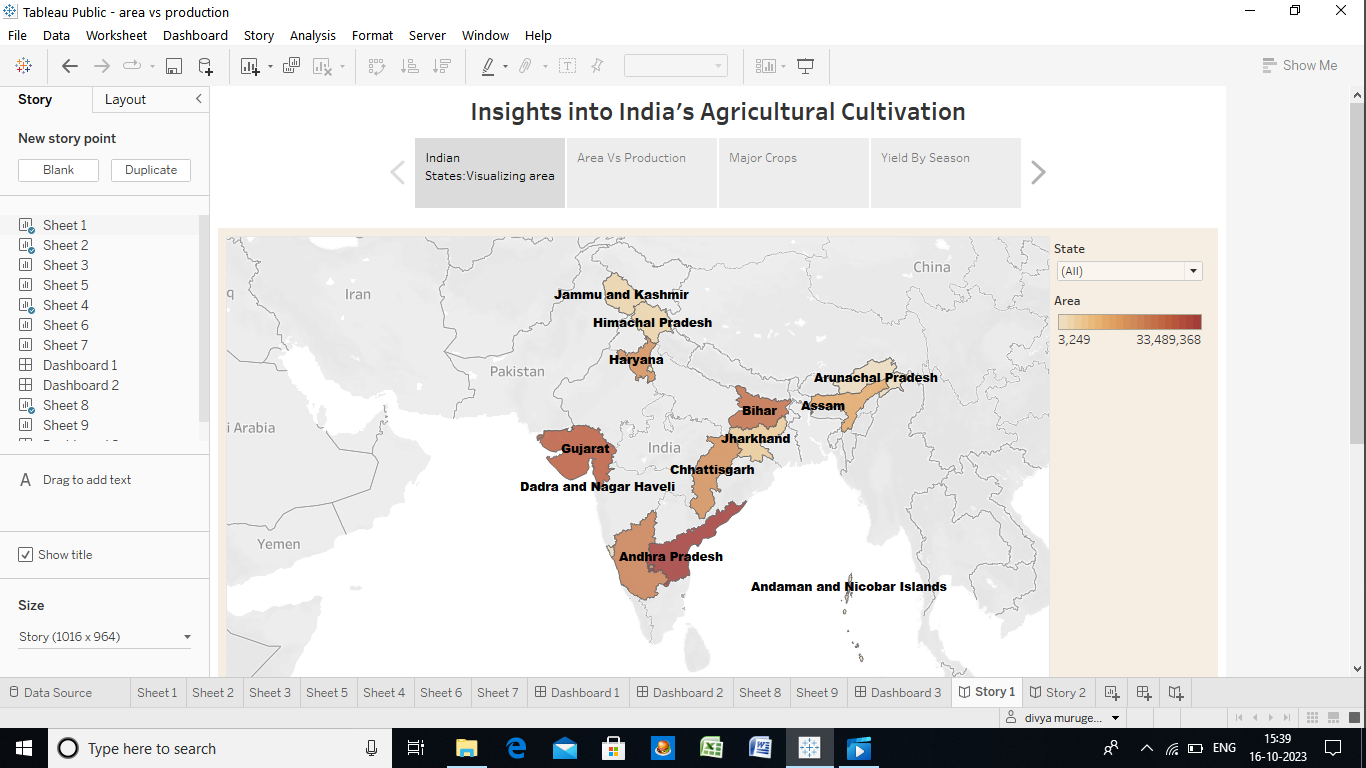 Tableau Public - area vs production
File Data Worksheet Dashboard Story Analysis Format Server Window Help
Show Me
Story Layout
New story point
Blank Duplicate
Sheet 1
Sheet 2
Sheet 3
Sheet 5
Sheet 4
Sheet 6
Sheet 7
Dashboard 1
Dashboard 2
Sheet 8
Sheet 9
A Drag to add text
Show title
Size
Story (1016 x 964)
Insights into India's Agricultural Cultivation
Indian
States:Visualizing area
Area Vs Production
Major Crops
Yield By Season
China
Iran
q
Jammu and Kashmir
Himachal Pradesh
Haryana
Pakistan
Arunachal Pradesh
Assam
Bihar
i Arabia
Jharkhand
Gujarat
India
Chhattisgarh
Dadra and Nagar Haveli
Yemen
Andhra Pradesh
Andaman and Nicobar Islands
State
(All)
Area
3,249 33,489,368
Data Source Sheet 1 Sheet 2 Sheet 3 Sheet 5 Sheet 4 Sheet 6 Sheet 7 Dashboard 1 Dashboard 2 Sheet 8 Sheet 9 Dashboard 3 Story 1 Story 2
divya muruge...
Type here to search
ENG
15:39
16-10-2023